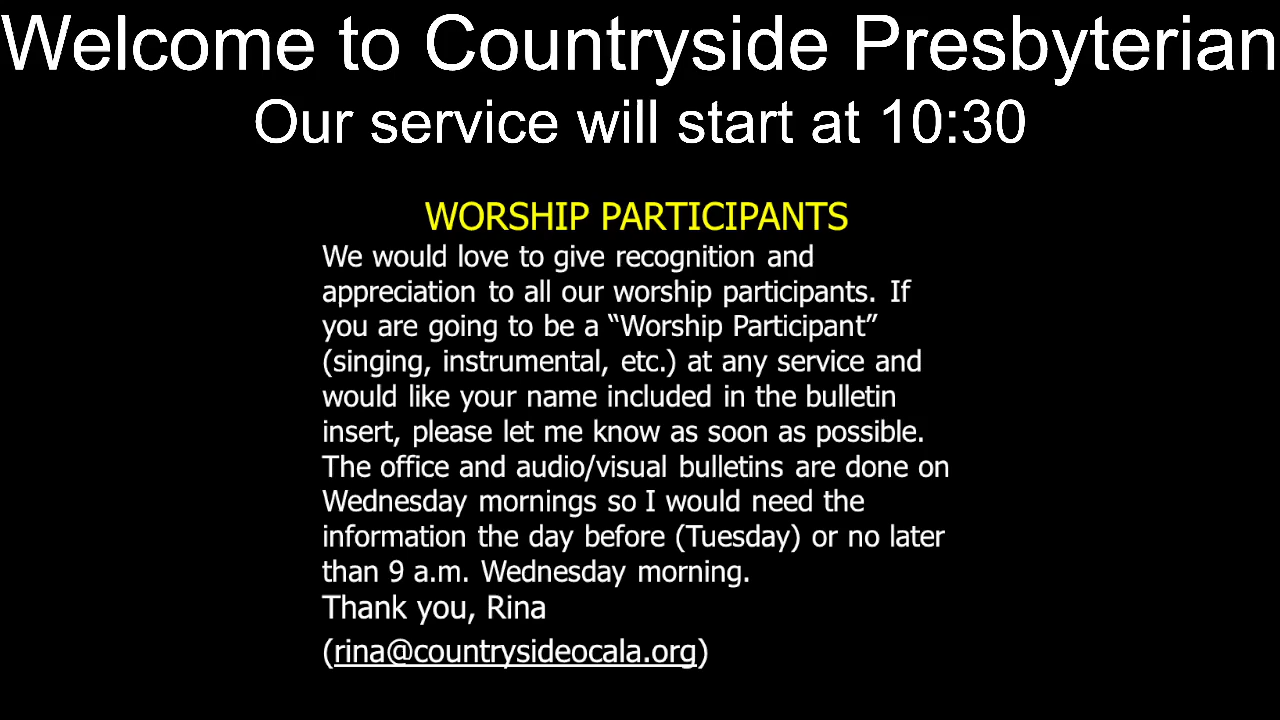 Welcome to Countryside Presbyterian
Our service will start at 10:30
WORSHIP PARTICIPANTS
We would love to give recognition and
appreciation to all our worship participants. If
you are going to be a “Worship Participant”
(singing, instrumental, etc.) at any service and
would like your name included in the bulletin
insert, please let me know as soon as possible.
The office and audio/visual bulletins are done on
Wednesday mornings so I would need the
information the day before (Tuesday) or no later
than 9 a.m. Wednesday morning.
Thank you, Rina
(rina@countrysideocala.org)